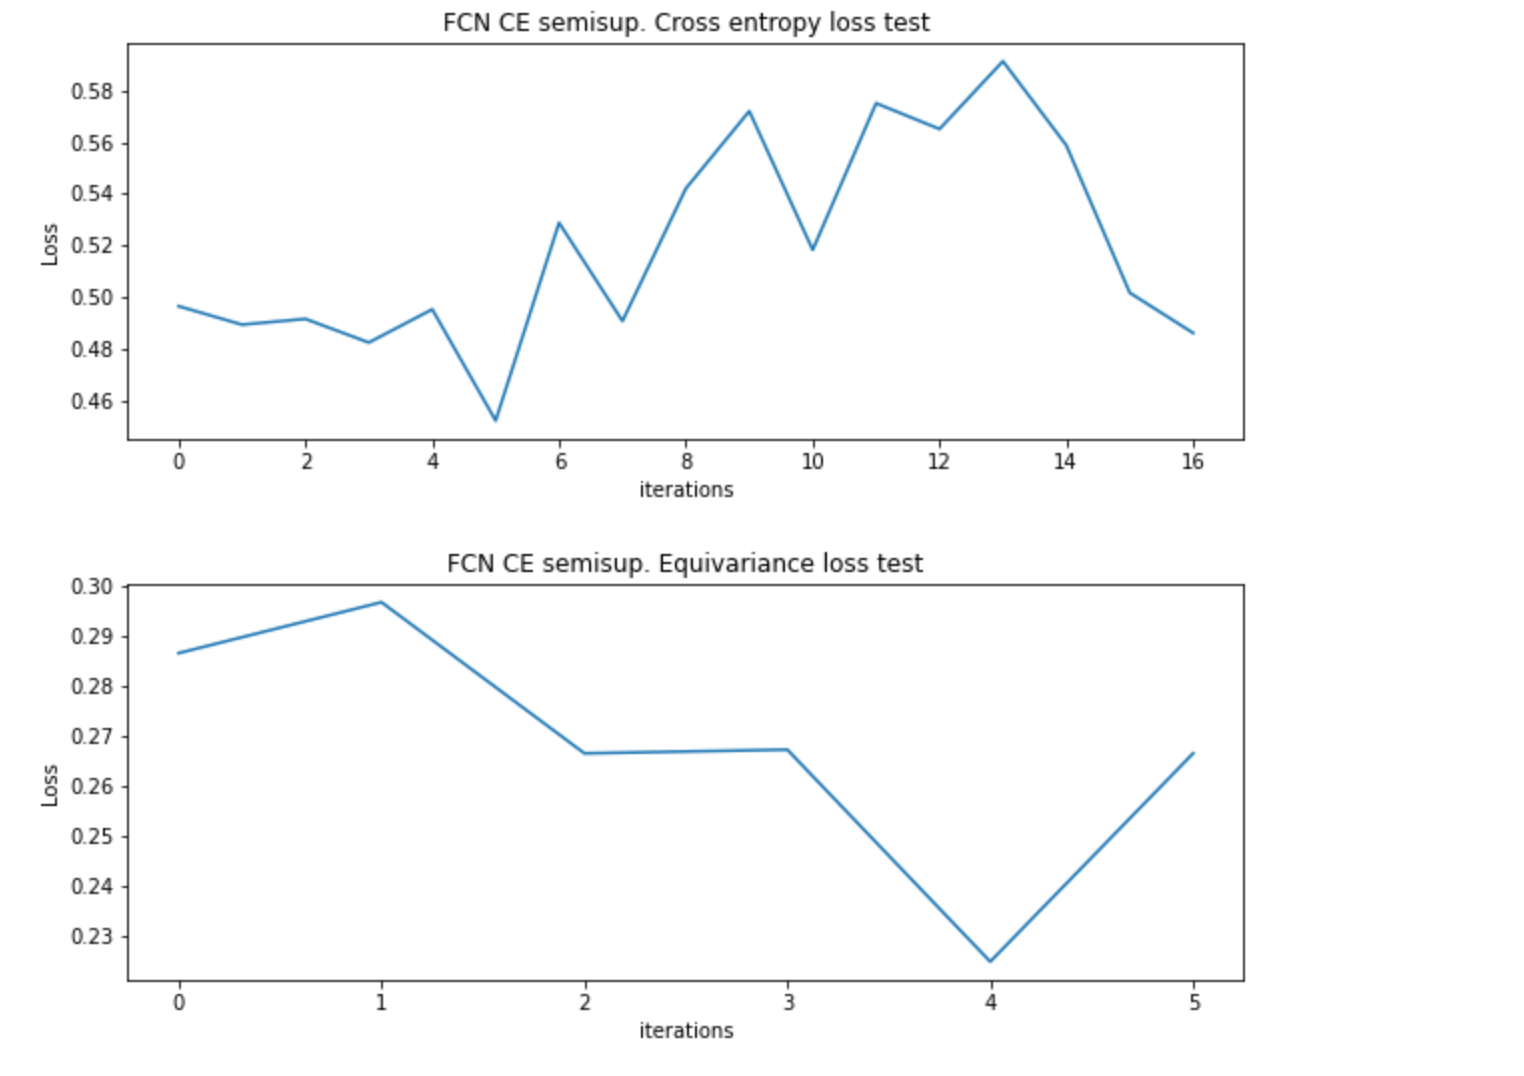 FCN CE semisup. Cross entropy loss test
0.58
0.56
0.54
0.52
0.50
0.48
0.46
Loss
0 2 4 6 8 10 12 14 16
iterations
FCN CE semisup. Equivariance loss test
0.30
0.29
0.28
0.27
0.26
0.25
0.24
0.23
Loss
0 1 2 3 4 5
iterations